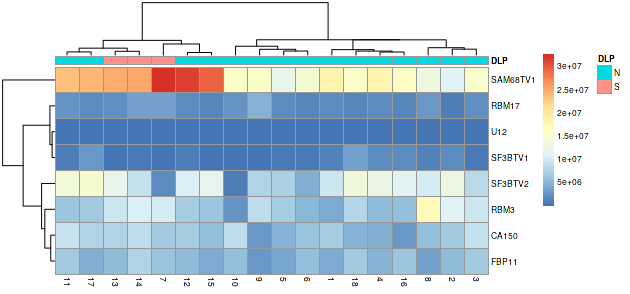 DLP
SAM68TV1
RBM17
U12
SF3BTV1
SF3BTV2
RBM3
CA150
FBP11
11 17 13 14 7 12 15 10 9 5 6 1 18 4 16 8 2 3
3e+07
2.5e+07
2e+07
1.5e+07
1e+07
5e+06
DLP
N
S